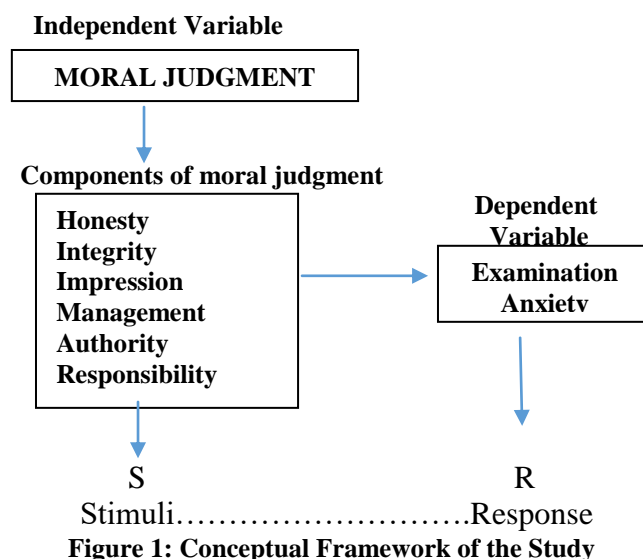 Independent Variable
MORAL JUDGMENT
Components of moral judgment
Honesty
Integrity
Impression
Management
Authority
Responsibility
Dependent
Variable
Examination
Anxiety
S
R
Stimuli……………………….Response
Figure 1: Conceptual Framework of the Study